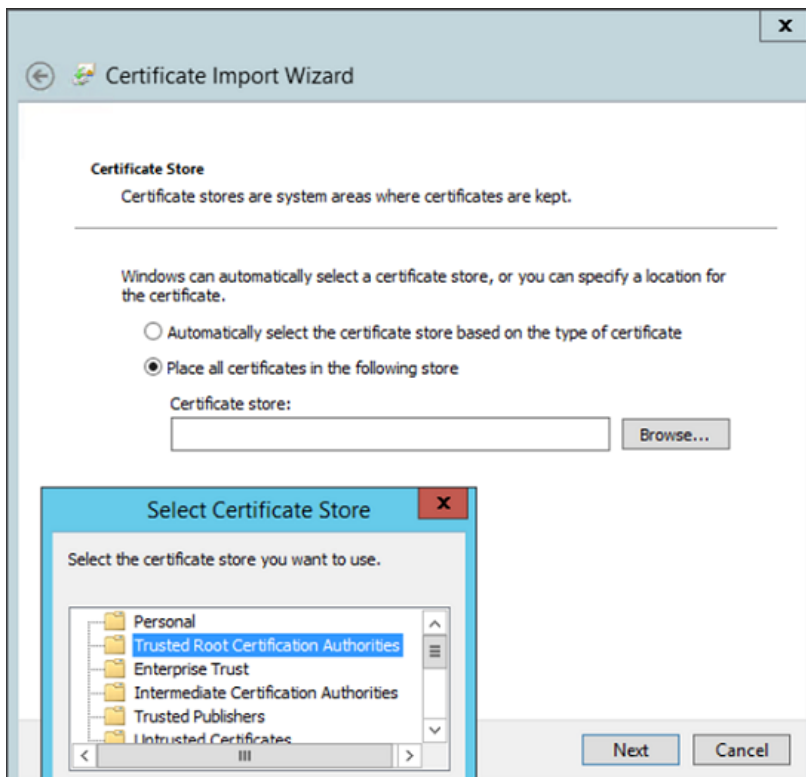 x
Certificate Import Wizard
Certificate Store
Certificate stores are system areas where certificates are kept.
Windows can automatically select a certificate store, or you can specify a location for
the certificate.
Automatically select the certificate store based on the type of certificate
Place all certificates in the following store
Certificate store:
Browse...
Select Certificate Store
x
Select the certificate store you want to use.
Personal
Trusted Root Certification Authorities
Enterprise Trust
Intermediate Certification Authorities
Trusted Publishers
Untrusted Certificates
Next
Cancel